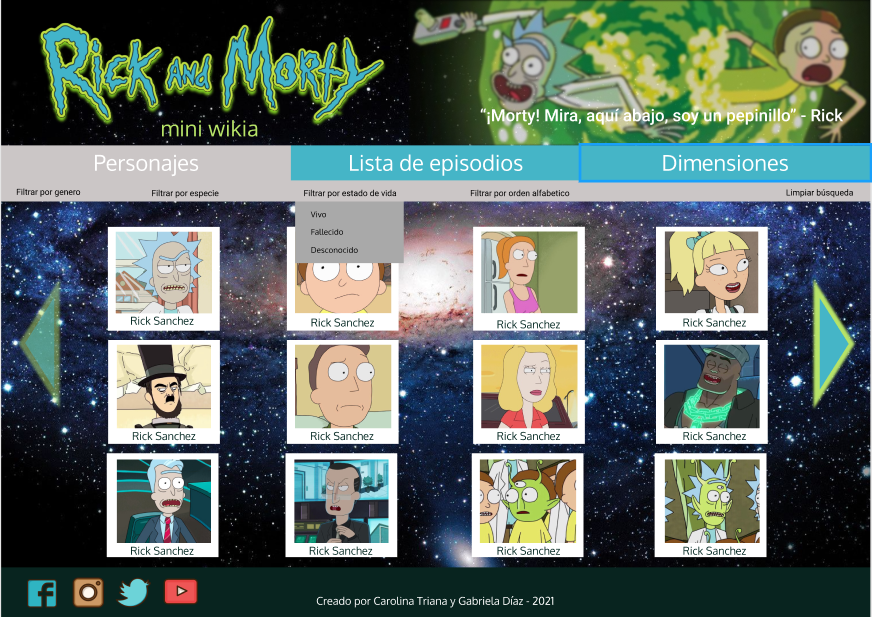 Rick and Morty
mini wikia
“¡Morty! Mira, aquí abajo, soy un pepinillo” - Rick
Personajes
Lista de episodios
Dimensiones
Filtrar por genero
Filtrar por especie
Filtrar por estado de vida
Filtrar por orden alfabetico
Limpiar búsqueda
Vivo
Fallecido
Desconocido
Rick Sanchez
Rick Sanchez
Rick Sanchez
Rick Sanchez
Rick Sanchez
Rick Sanchez
Rick Sanchez
Rick Sanchez
Rick Sanchez
Rick Sanchez
Rick Sanchez
Rick Sanchez
Creado por Carolina Triana y Gabriela Díaz - 2021